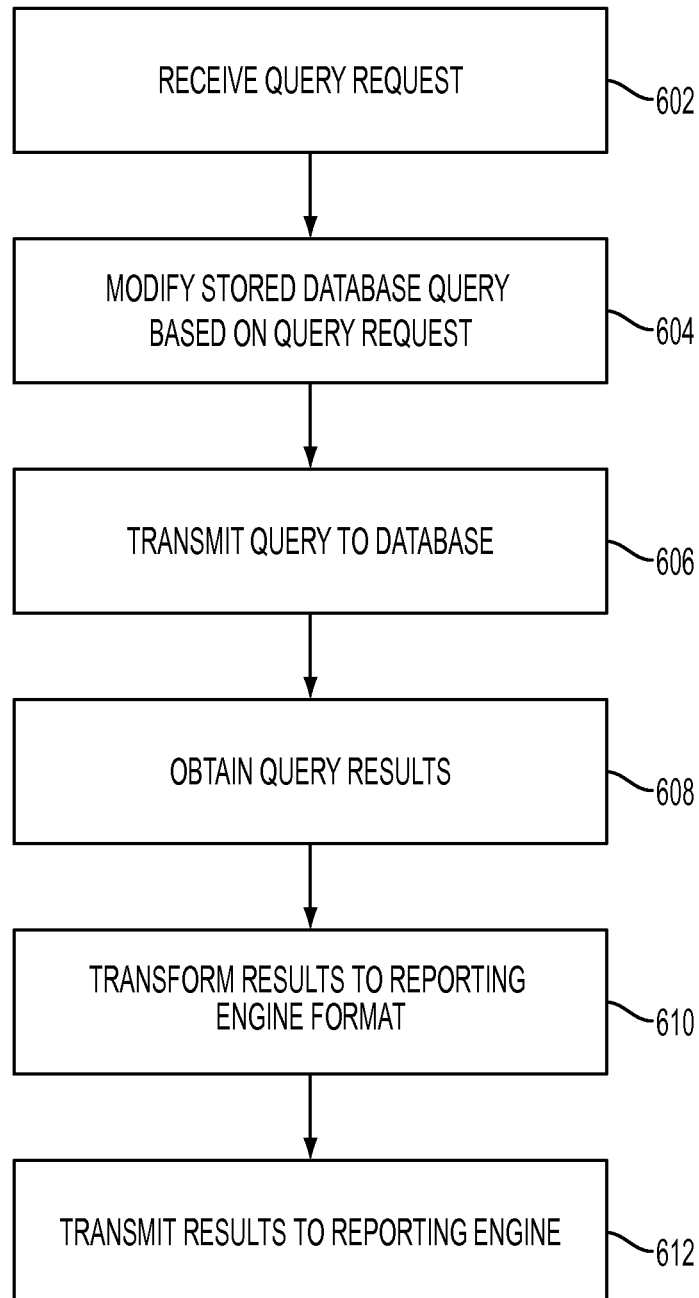 RECEIVE QUERY REQUEST
602
MODIFY STORED DATABASE QUERY
BASED ON QUERY REQUEST
604
TRANSMIT QUERY TO DATABASE
606
OBTAIN QUERY RESULTS
608
TRANSFORM RESULTS TO REPORTING
ENGINE FORMAT
610
TRANSMIT RESULTS TO REPORTING ENGINE
612